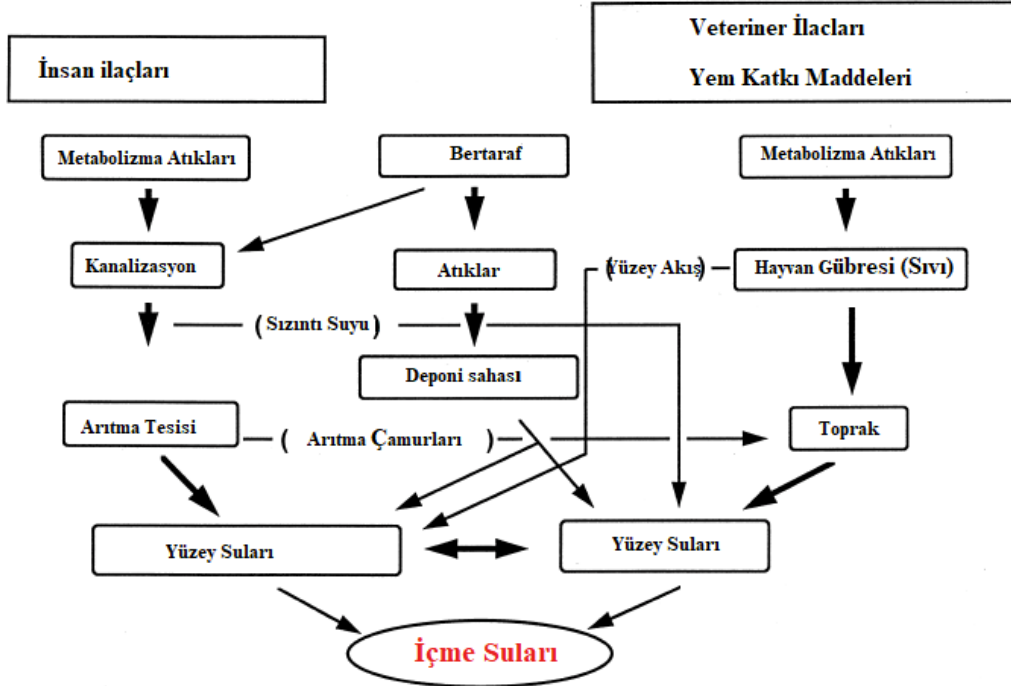 İnsan ilaçları
Veteriner İlacları
Yem Katkı Maddeleri
Metabolizma Atıkları
Bertaraf
Metabolizma Atıkları
Kanalizasyon
Atıklar
(Yüzey Akış)
Hayvan Gübresi (Sıvı)
(Sızıntı Suyu)
Deponi sahası
Arıtma Tesisi
( Arıtma Çamurları )
Toprak
Yüzey Suları
Yüzey Suları
İçme Suları